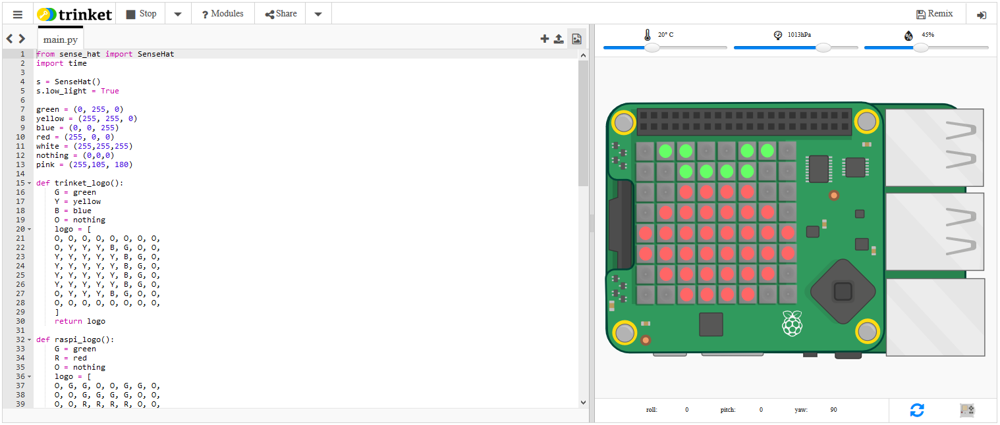 trinket Stop ? Modules Share Remix
main.py
20° C 1013hPa 45%
1 from sense_hat import SenseHat
2 import time
3
4 s = SenseHat()
5 s.low_light = True
6
7 green = (0, 255, 0)
8 yellow = (255, 255, 0)
9 blue = (0, 0, 255)
10 red = (255, 0, 0)
11 white = (255,255,255)
12 nothing = (0,0,0)
13 pink = (255,105, 180)
14
15 def trinket_logo():
16 G = green
17 Y = yellow
18 B = blue
19 O = nothing
20 logo = [
21 O, O, O, O, O, O, O, O,
22 O, Y, Y, Y, B, G, O, O,
23 Y, Y, Y, Y, Y, B, G, O,
24 Y, Y, Y, Y, Y, B, G, O,
25 Y, Y, Y, Y, Y, B, G, O,
26 Y, Y, Y, Y, Y, B, G, O,
27 O, Y, Y, Y, B, G, O, O,
28 O, O, O, O, O, O, O, O,
29 ]
30 return logo
31
32 def raspi_logo():
33 G = green
34 R = red
35 O = nothing
36 logo = [
37 O, G, G, O, O, G, G, O,
38 O, O, G, G, G, G, O, O,
39 O, O, R, R, R, R, O, O,
roll: 0 pitch: 0 yaw: 90